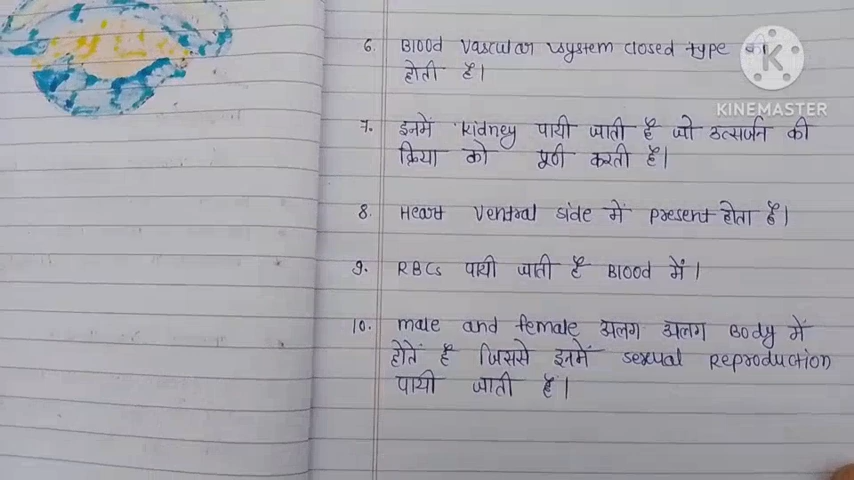 6. Blood vascular system closed type की
होती है।
K
KINEMASTER
7. इनमें kidney पायी जाती है जो उत्सर्जन की
क्रिया को पूर्ण करती है।
8. Heart ventral side में present होता है।
9. RBCs पायी जाती है Blood में।
10. male and female अलग अलग Body में
होतें है जिससे इनमें sexual Reproduction
पायी जाती है।